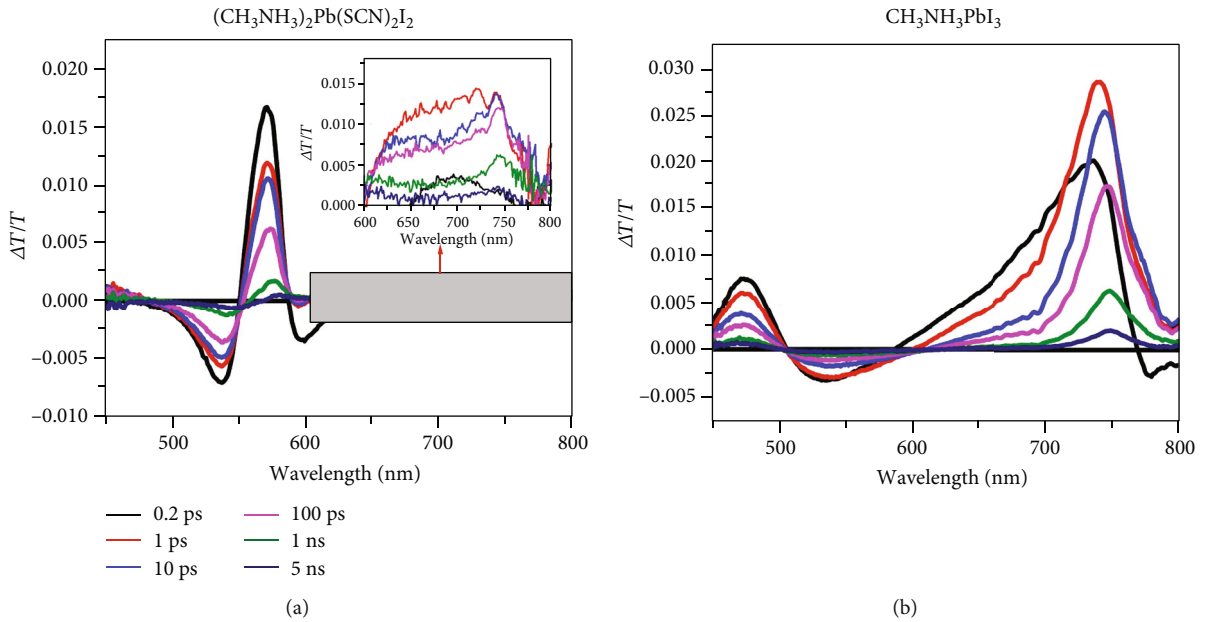 (CH₃NH₃)₂Pb(SCN)₂I₂
0.020
0.015
0.010
0.005
0.000
−0.005
−0.010
ΔT/T
500
600
700
800
Wavelength (nm)
0.015
0.010
0.005
0.000
ΔT/T
600
650
700
750
800
Wavelength (nm)
0.2 ps
100 ps
1 ps
1 ns
10 ps
5 ns
(a)
CH₃NH₃PbI₃
0.030
0.025
0.020
0.015
0.010
0.005
0.000
−0.005
ΔT/T
500
600
700
800
Wavelength (nm)
(b)